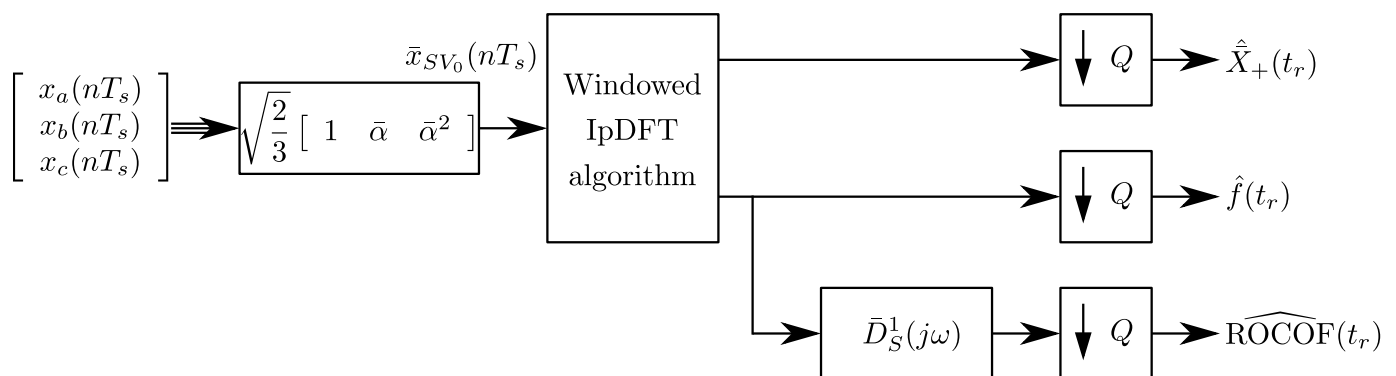 x̄_{SV_0}(nT_s)
[ x_a(nT_s)
x_b(nT_s)
x_c(nT_s) ]
√(2/3) [ 1 ᾱ ᾱ² ]
Windowed
IpDFT
algorithm
↓ Q
X̄̂_+(t_r)
↓ Q
f̂(t_r)
D̄_S^1(jω)
↓ Q
\widehat{ROCOF}(t_r)